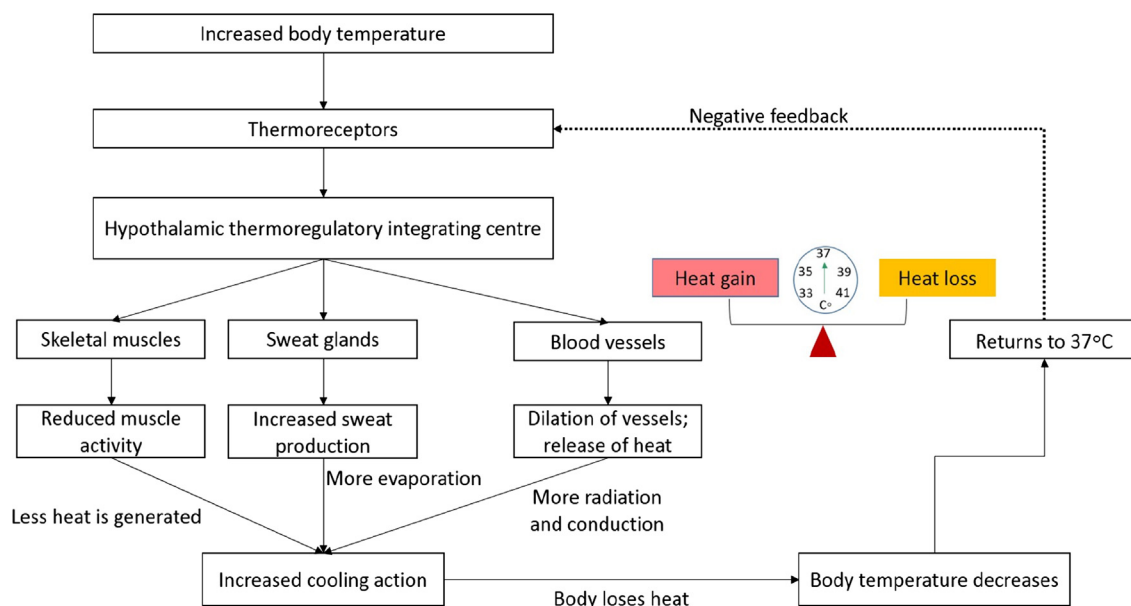 Increased body temperature
Thermoreceptors
Negative feedback
Hypothalamic thermoregulatory integrating centre
Heat gain
37
35
39
33
41
C°
Heat loss
Skeletal muscles
Sweat glands
Blood vessels
Returns to 37°C
Reduced muscle
activity
Increased sweat
production
Dilation of vessels;
release of heat
More evaporation
Less heat is generated
More radiation
and conduction
Increased cooling action
Body loses heat
Body temperature decreases